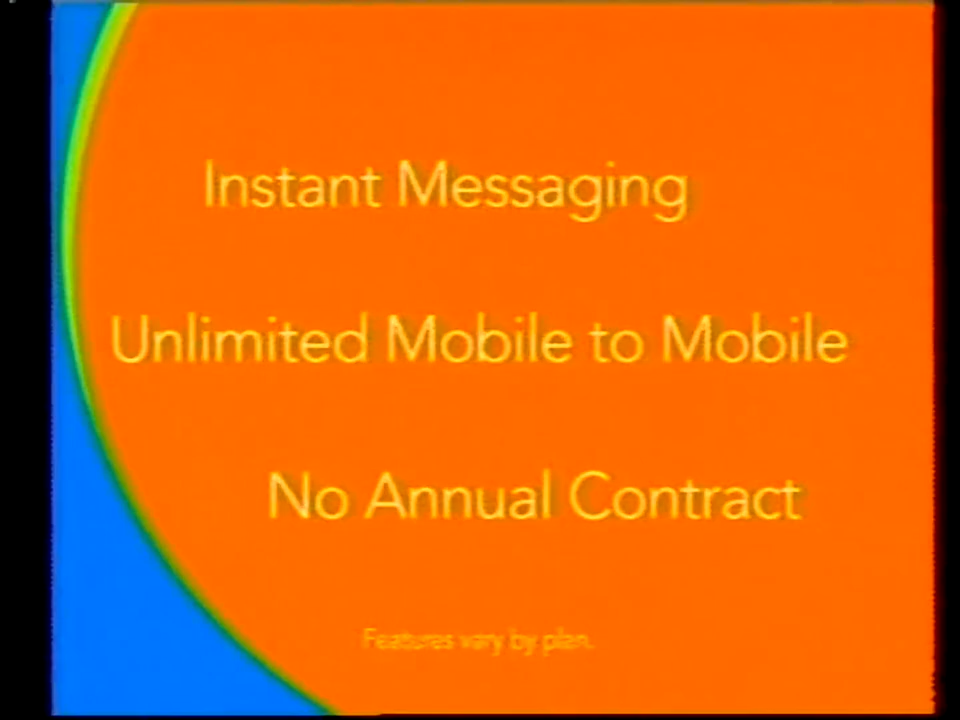 Instant Messaging
Unlimited Mobile to Mobile
No Annual Contract
Features vary by plan.